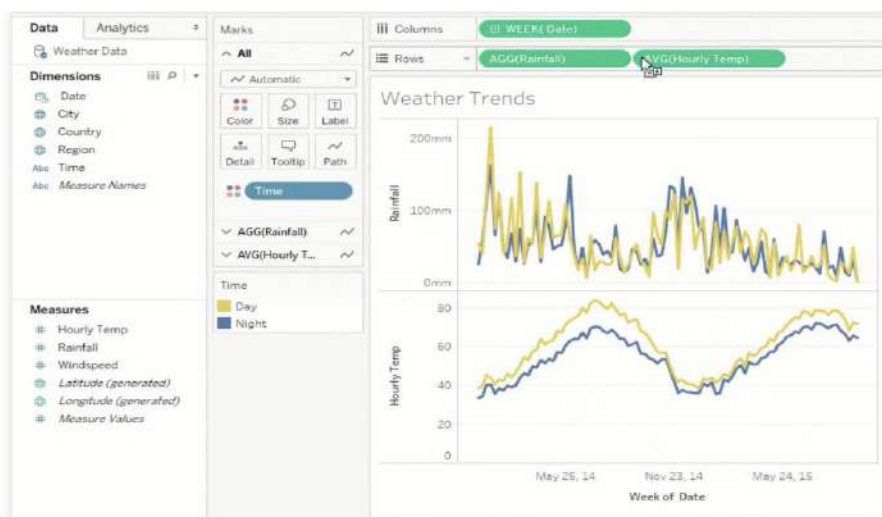 Data Analytics
Weather Data
Dimensions
Date
City
Country
Region
Abc Time
Abc Measure Names
Measures
Hourly Temp
Rainfall
Windspeed
Latitude (generated)
Longitude (generated)
Measure Values
Marks
All
Automatic
Color Size Label
Detail Tooltip Path
Time
AGG(Rainfall)
AVG(Hourly T...
Time
Day
Night
Columns WEEK( Date)
Rows AGG(Rainfall) AVG(Hourly Temp)
Weather Trends
200mm
Rainfall
100mm
0mm
80
60
Hourly Temp
40
20
0
May 25, 14 Nov 23, 14 May 24, 15
Week of Date